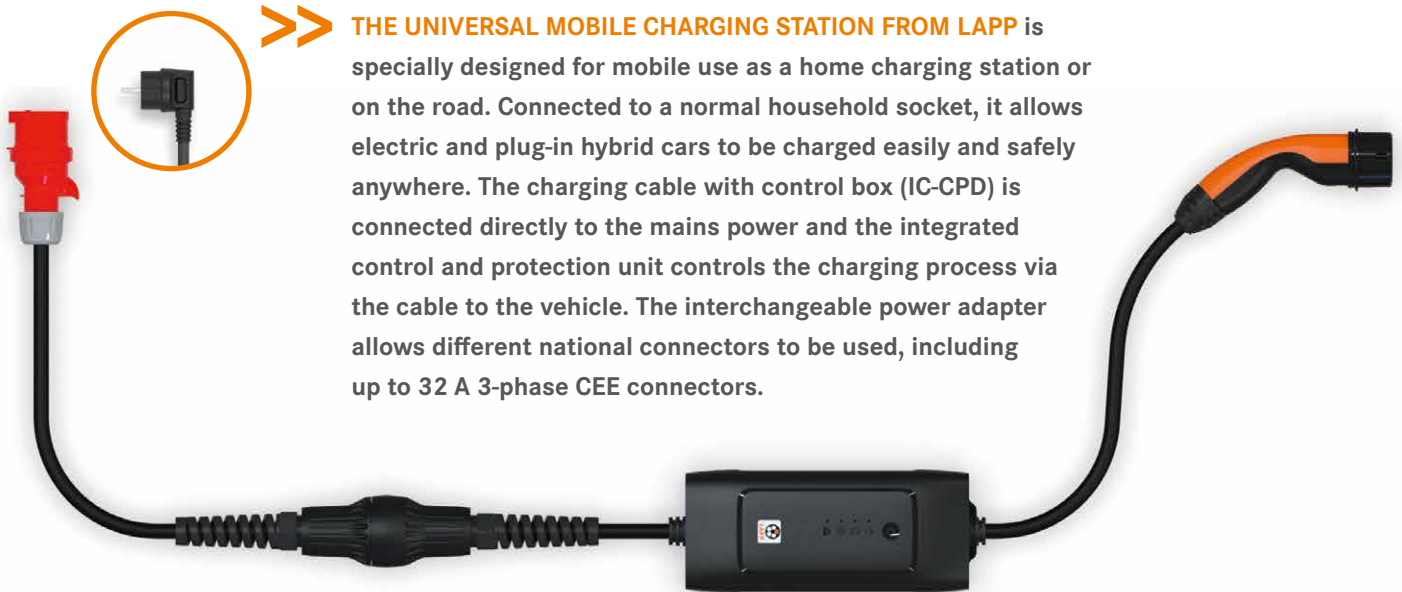 >> THE UNIVERSAL MOBILE CHARGING STATION FROM LAPP is
specially designed for mobile use as a home charging station or
on the road. Connected to a normal household socket, it allows
electric and plug-in hybrid cars to be charged easily and safely
anywhere. The charging cable with control box (IC-CPD) is
connected directly to the mains power and the integrated
control and protection unit controls the charging process via
the cable to the vehicle. The interchangeable power adapter
allows different national connectors to be used, including
up to 32 A 3-phase CEE connectors.
LAPP